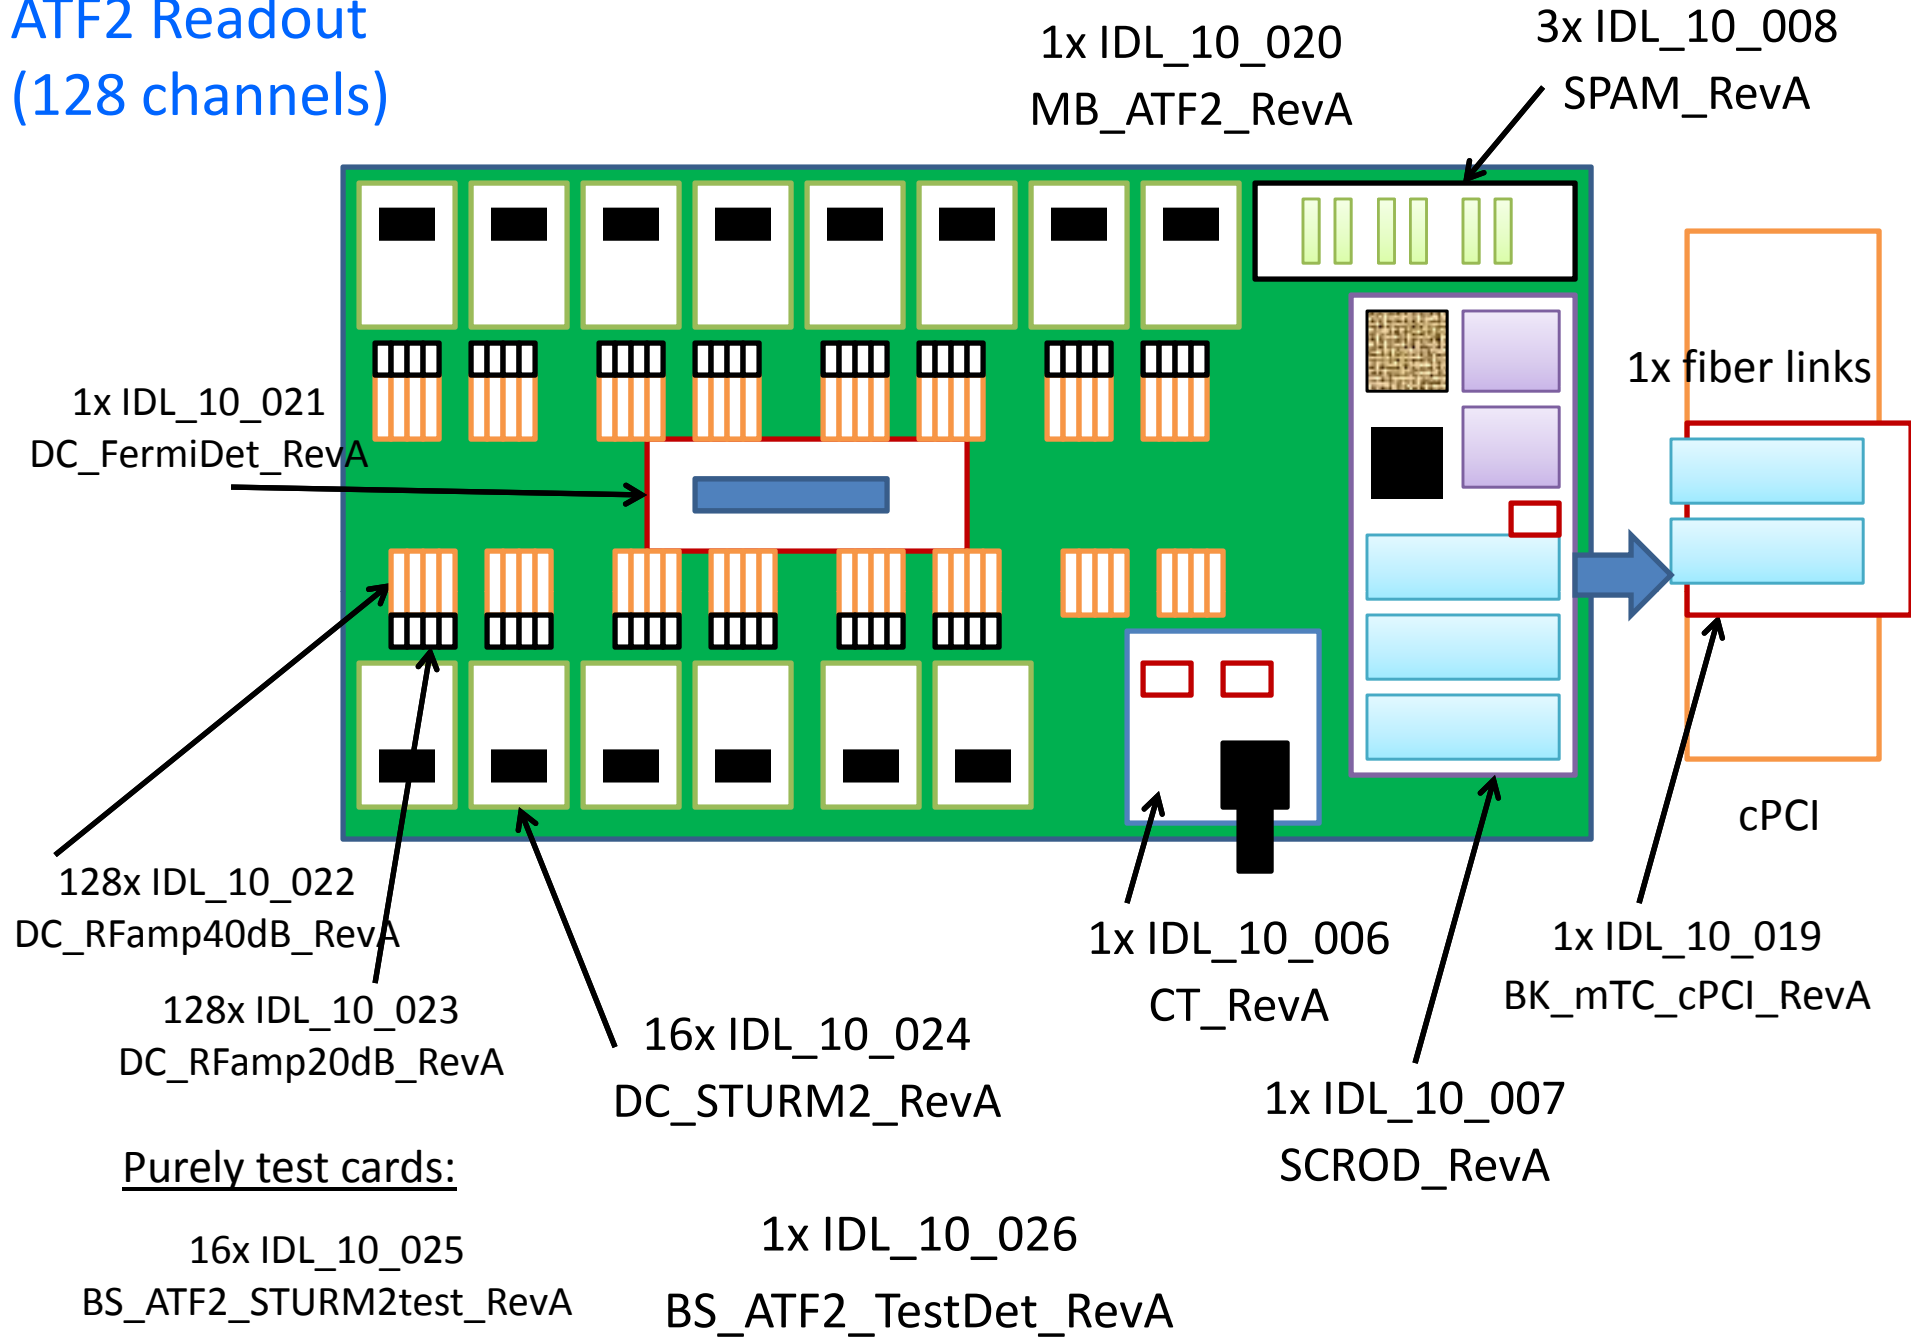 ATF2 Readout
(128 channels)
1x IDL_10_020
MB_ATF2_RevA
3x IDL_10_008
SPAM_RevA
1x IDL_10_021
DC_FermiDet_RevA
1x fiber links
cPCI
128x IDL_10_022
DC_RFamp40dB_RevA
128x IDL_10_023
DC_RFamp20dB_RevA
16x IDL_10_024
DC_STURM2_RevA
1x IDL_10_006
CT_RevA
1x IDL_10_007
SCROD_RevA
1x IDL_10_019
BK_mTC_cPCI_RevA
Purely test cards:
16x IDL_10_025
BS_ATF2_STURM2test_RevA
1x IDL_10_026
BS_ATF2_TestDet_RevA